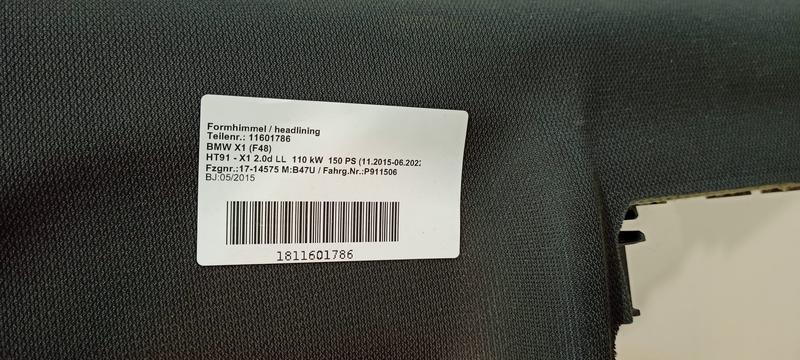 Formhimmel / headlining
Teilenr.: 11601786
BMW X1 (F48)
HT91 - X1 2.0d LL 110 kW 150 PS (11.2015-06.202
Fzgnr.:17-14575 M:B47U / Fahrg.Nr.:P911506
BJ:05/2015
1811601786